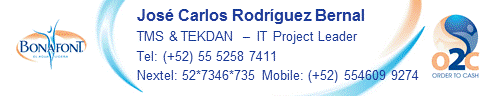 José Carlos Rodríguez Bernal
TMS & TEKDAN – IT Project Leader
Tel: (+52) 55 5258 7411
Nextel: 52*7346*735 Mobile: (+52) 554609 9274
BONAFONT
O2C
ORDER TO CASH